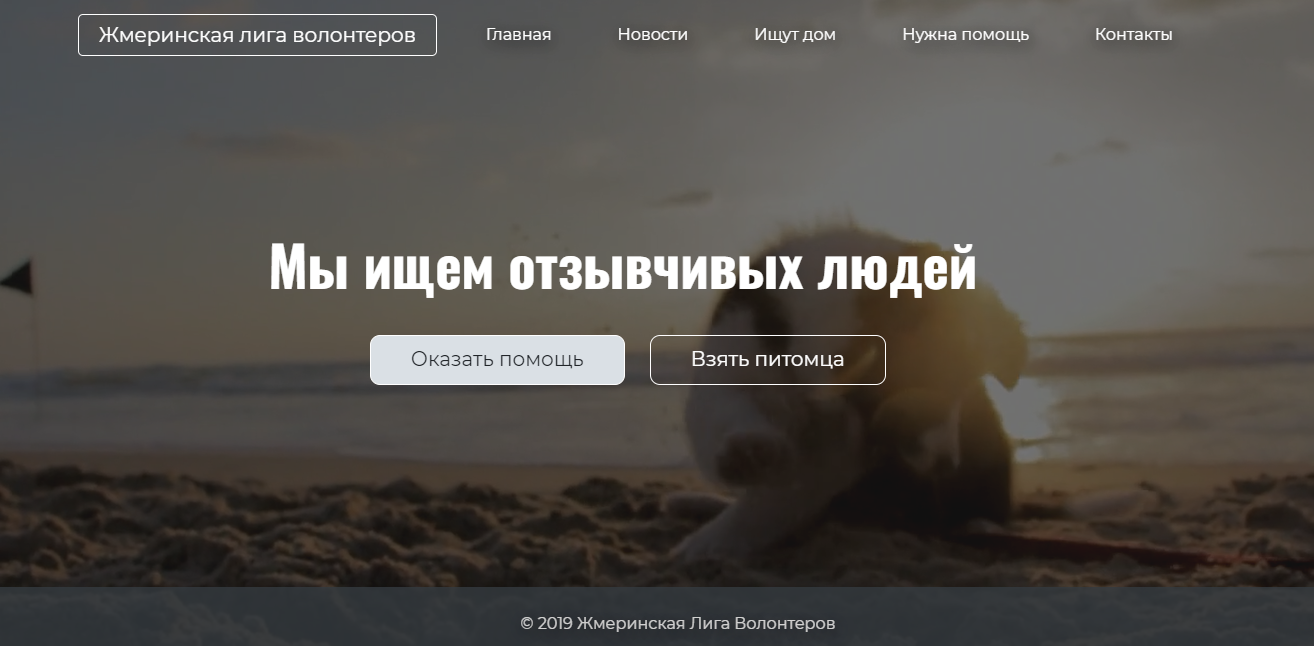 Жмеринская лига волонтеров
Главная
Новости
Ищут дом
Нужна помощь
Контакты
Мы ищем отзывчивых людей
Оказать помощь
Взять питомца
© 2019 Жмеринская Лига Волонтеров